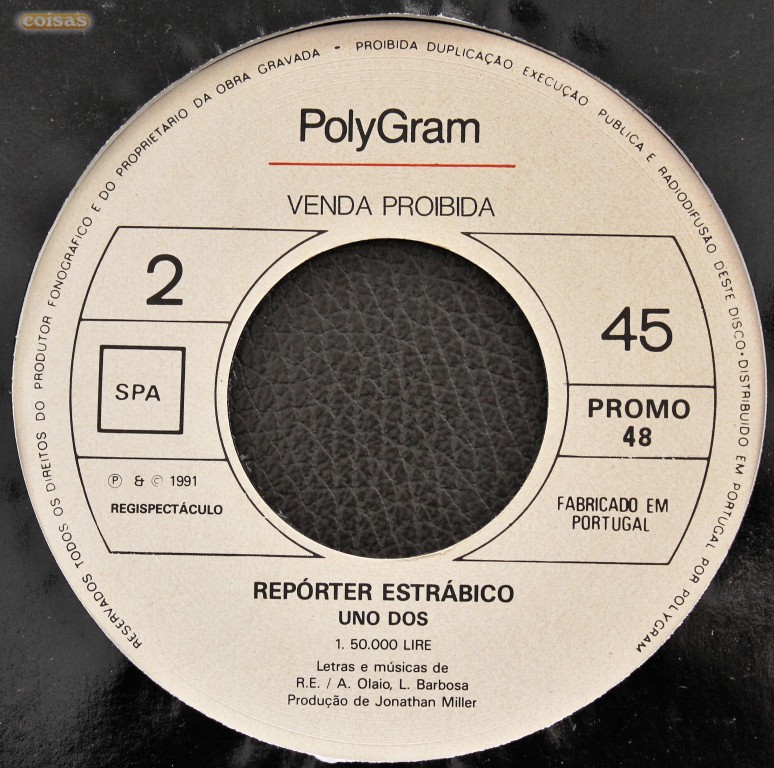 coisas
RESERVADOS TODOS OS DIREITOS DO PRODUTOR FONOGRAFICO E DO PROPRIETARIO DA OBRA GRAVADA - PROIBIDA DUPLICAÇÃO EXECUÇÃO PUBLICA E RADIODIFUSÃO DESTE DISCO • DISTRIBUIDO EM PORTUGAL POR POLYGRAM
PolyGram
VENDA PROIBIDA
2
45
SPA
PROMO
48
Ⓟ & © 1991
REGISPECTÁCULO
FABRICADO EM
PORTUGAL
REPÓRTER ESTRÁBICO
UNO DOS
1. 50.000 LIRE
Letras e músicas de
R.E. / A. Olaio, L. Barbosa
Produção de Jonathan Miller